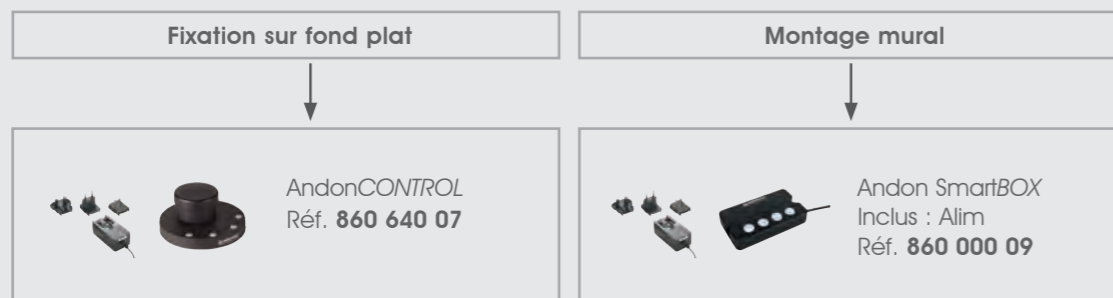 Fixation sur fond plat
Montage mural
AndonCONTROL
Réf. 860 640 07
Andon SmartBOX
Inclus : Alim
Réf. 860 000 09